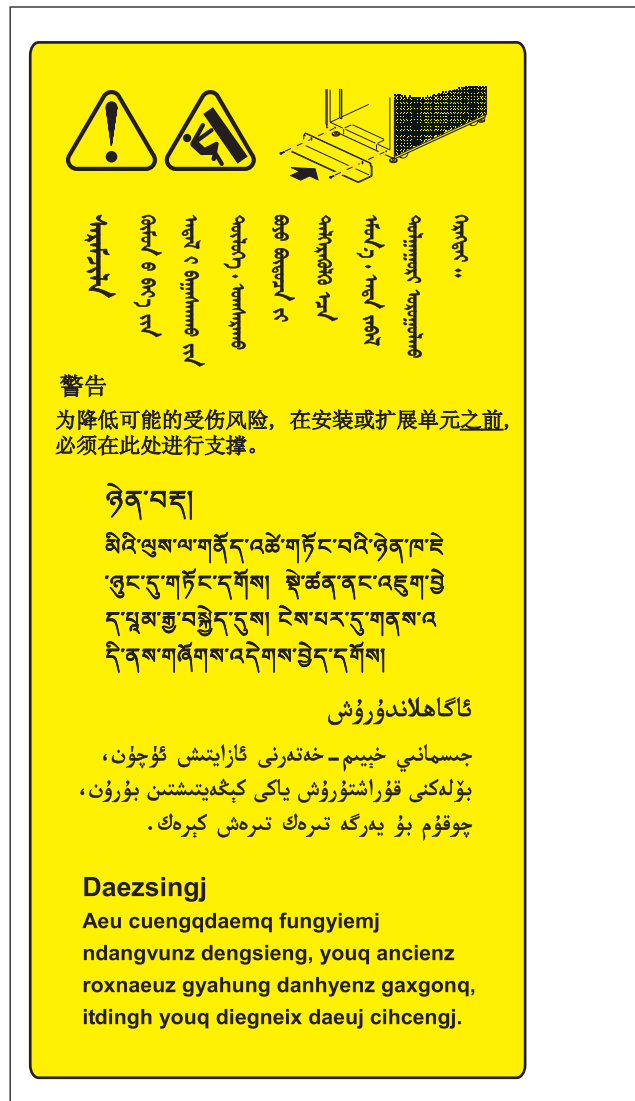 警告
为降低可能的受伤风险，在安装或扩展单元之前，
必须在此处进行支撑。
ཉེན་བརྡ།
མིའི་ལུས་ལ་གནོད་འཚེ་གཏོང་བའི་ཉེན་ཁ་ཇེ
་ཉུང་དུ་གཏོང་དགོས། སྡེ་ཚན་ནང་འཇུག་བྱེ
ད་པཱམ་རྒྱ་བསྐྱེད་དུས། ངེས་པར་དུ་གནས་འ
དི་ནས་གཞོགས་འདེགས་བྱེད་དགོས།
ئاگاھلاندۇرۇش
جىسمانىي خېيىم-خەتەرنى ئازايتىش ئۈچۈن،
بۆلەكنى قۇراشتۇرۇش ياكى كېڭەيتىشتىن بۇرۇن،
چوقۇم بۇ يەرگە تىرەك تىرەش كېرەك.
Daezsingj
Aeu cuengqdaemq fungyiemj
ndangvunz dengsieng, youq ancienz
roxnaeuz gyahung danhyenz gaxgonq,
itdingh youq diegneix daeuj cihcengj.